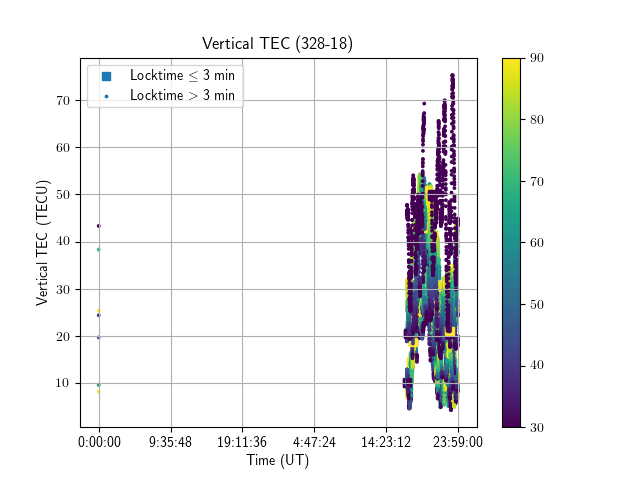 Vertical TEC (328-18)
Locktime ≤ 3 min
Locktime > 3 min
Vertical TEC (TECU)
70
60
50
40
30
20
10
0:00:00 9:35:48 19:11:36 4:47:24 14:23:12 23:59:00
Time (UT)
90
80
70
60
50
40
30